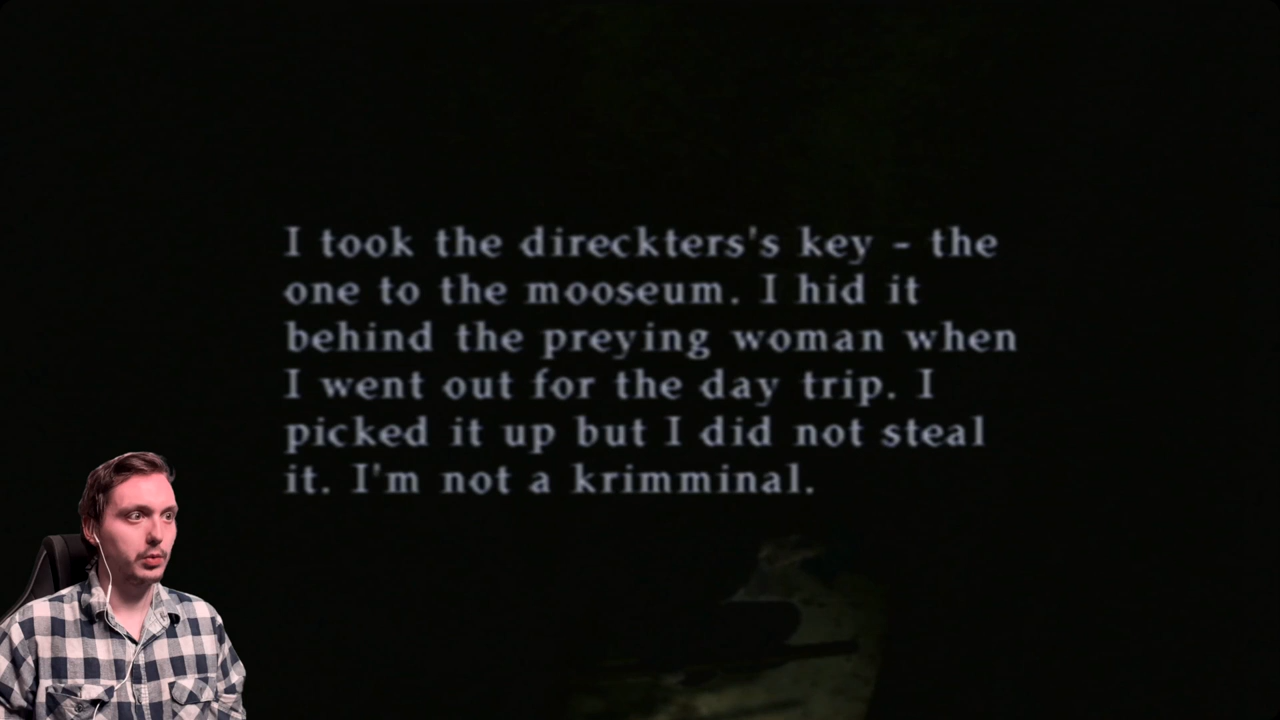 I took the direckters's key - the
one to the mooseum. I hid it
behind the preying woman when
I went out for the day trip. I
picked it up but I did not steal
it. I'm not a krimminal.